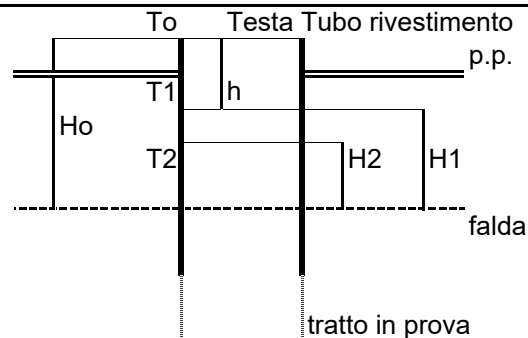 To Testa Tubo rivestimento
p.p.
T1 h
Ho
T2 H2 H1
falda
tratto in prova